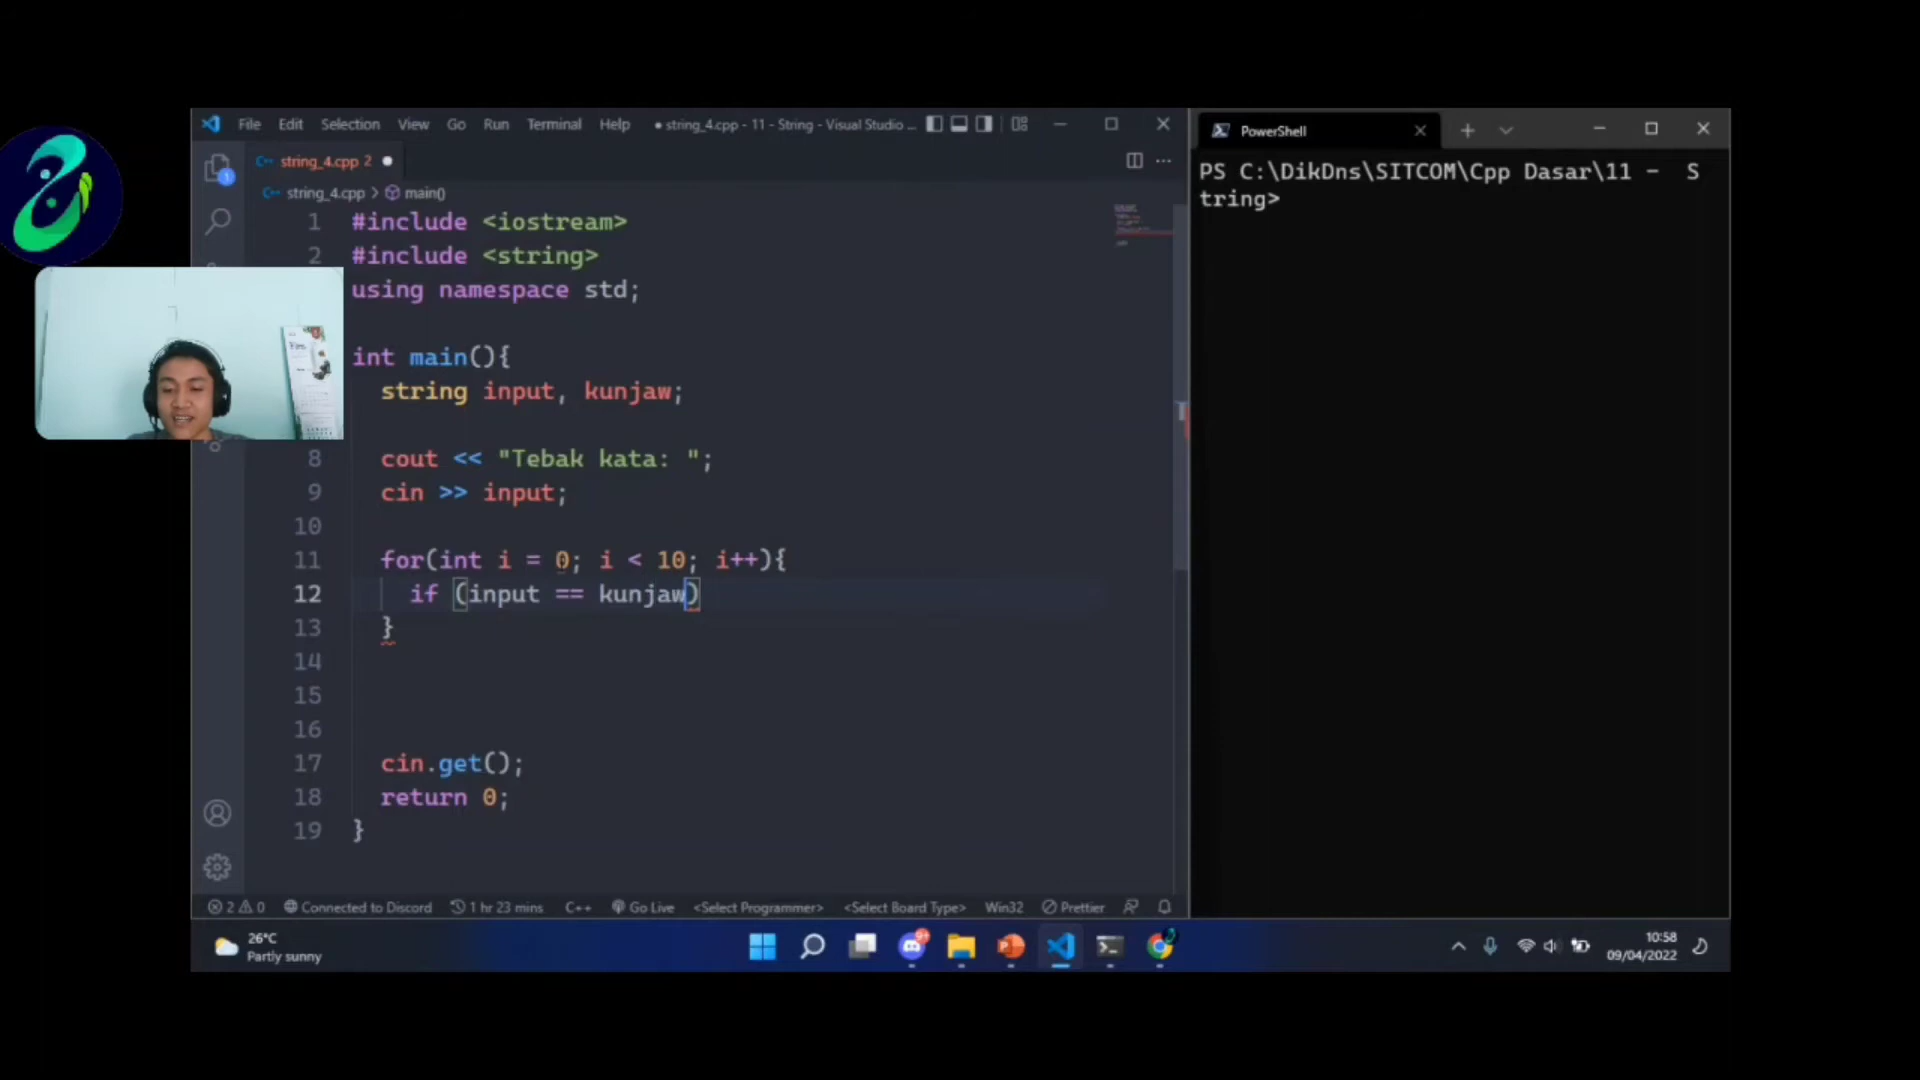 File Edit Selection View Go Run Terminal Help • string_4.cpp - 11 - String - Visual Studio ...
string_4.cpp 2
string_4.cpp > main()
1 #include <iostream>
2 #include <string>
using namespace std;
int main(){
string input, kunjaw;
8 cout << "Tebak kata: ";
9 cin >> input;
10
11 for(int i = 0; i < 10; i++){
12 if (input == kunjaw)
13 }
14
15
16
17 cin.get();
18 return 0;
19 }
2 0 Connected to Discord 1 hr 23 mins C++ Go Live <Select Programmer> <Select Board Type> Win32 Prettier
PowerShell
PS C:\DikDns\SITCOM\Cpp Dasar\11 -  S
tring>
26°C
Partly sunny
10:58
09/04/2022